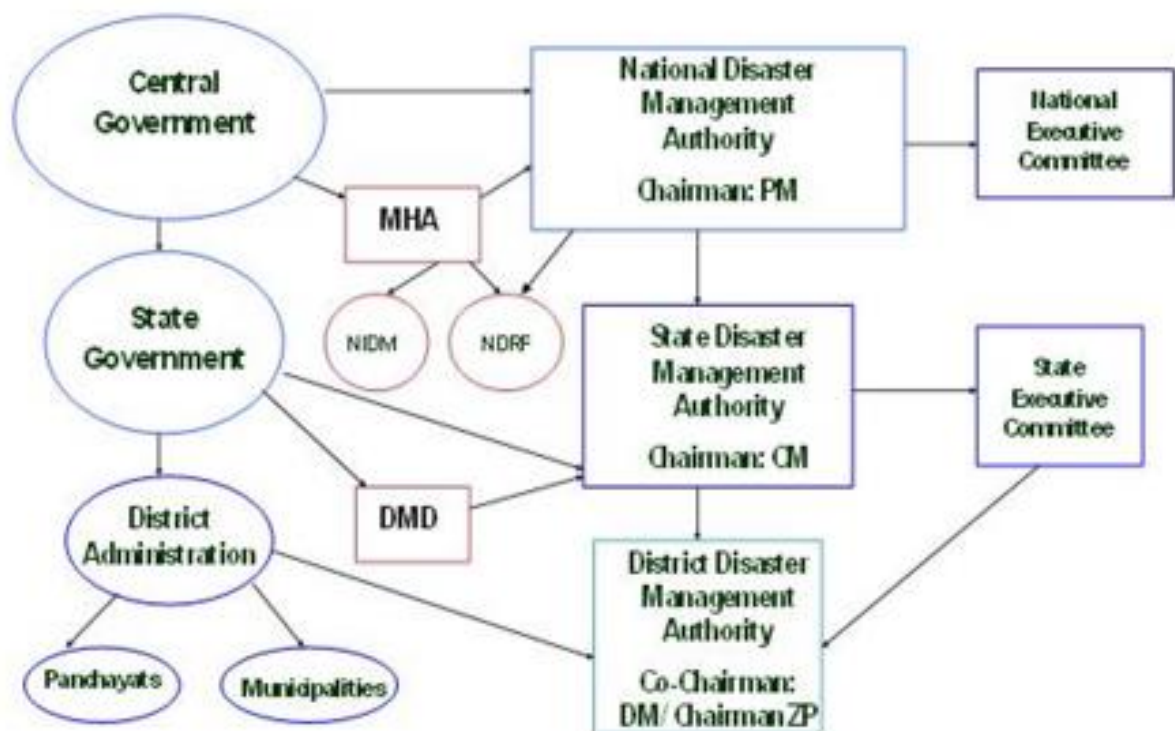 Central
Government
National Disaster
Management
Authority
Chairman: PM
National
Executive
Committee
MHA
NIDM
NDRF
State
Government
State Disaster
Management
Authority
Chairman: CM
State
Executive
Committee
DMD
District
Administration
District Disaster
Management
Authority
Co-Chairman:
DM/ Chairman ZP
Panchayats
Municipalities